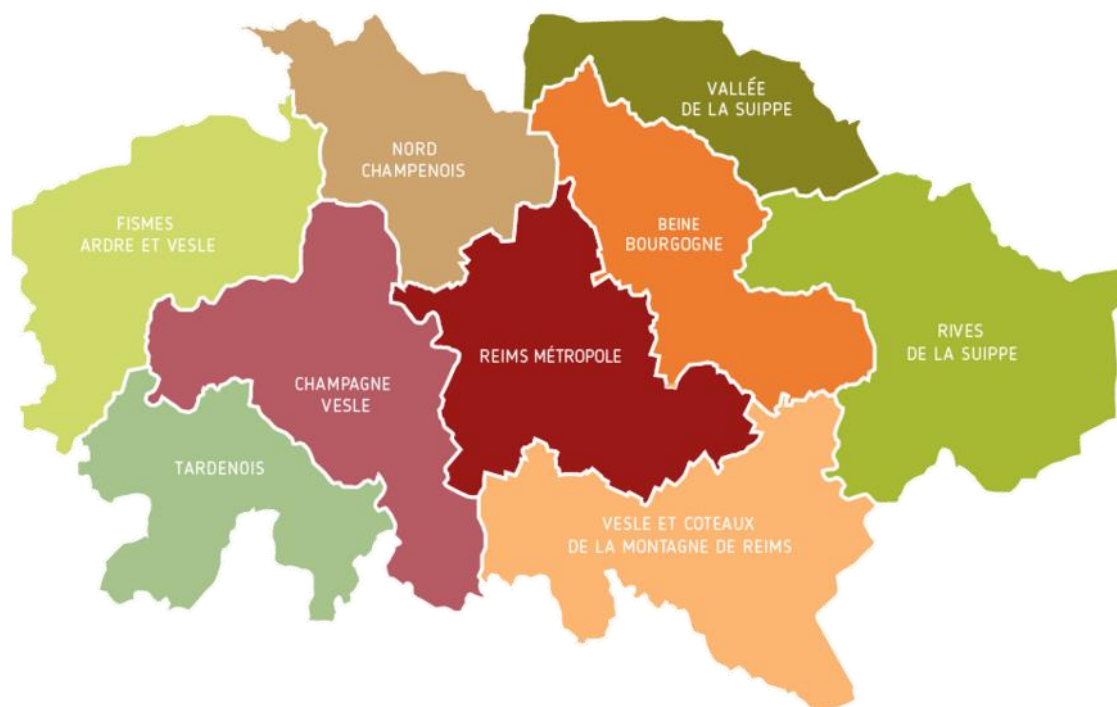 VALLÉE
DE LA SUIPPE
NORD
CHAMPENOIS
FISMES
ARDRE ET VESLE
BEINE
BOURGOGNE
RIVES
DE LA SUIPPE
REIMS MÉTROPOLE
CHAMPAGNE
VESLE
TARDENOIS
VESLE ET COTEAUX
DE LA MONTAGNE DE REIMS